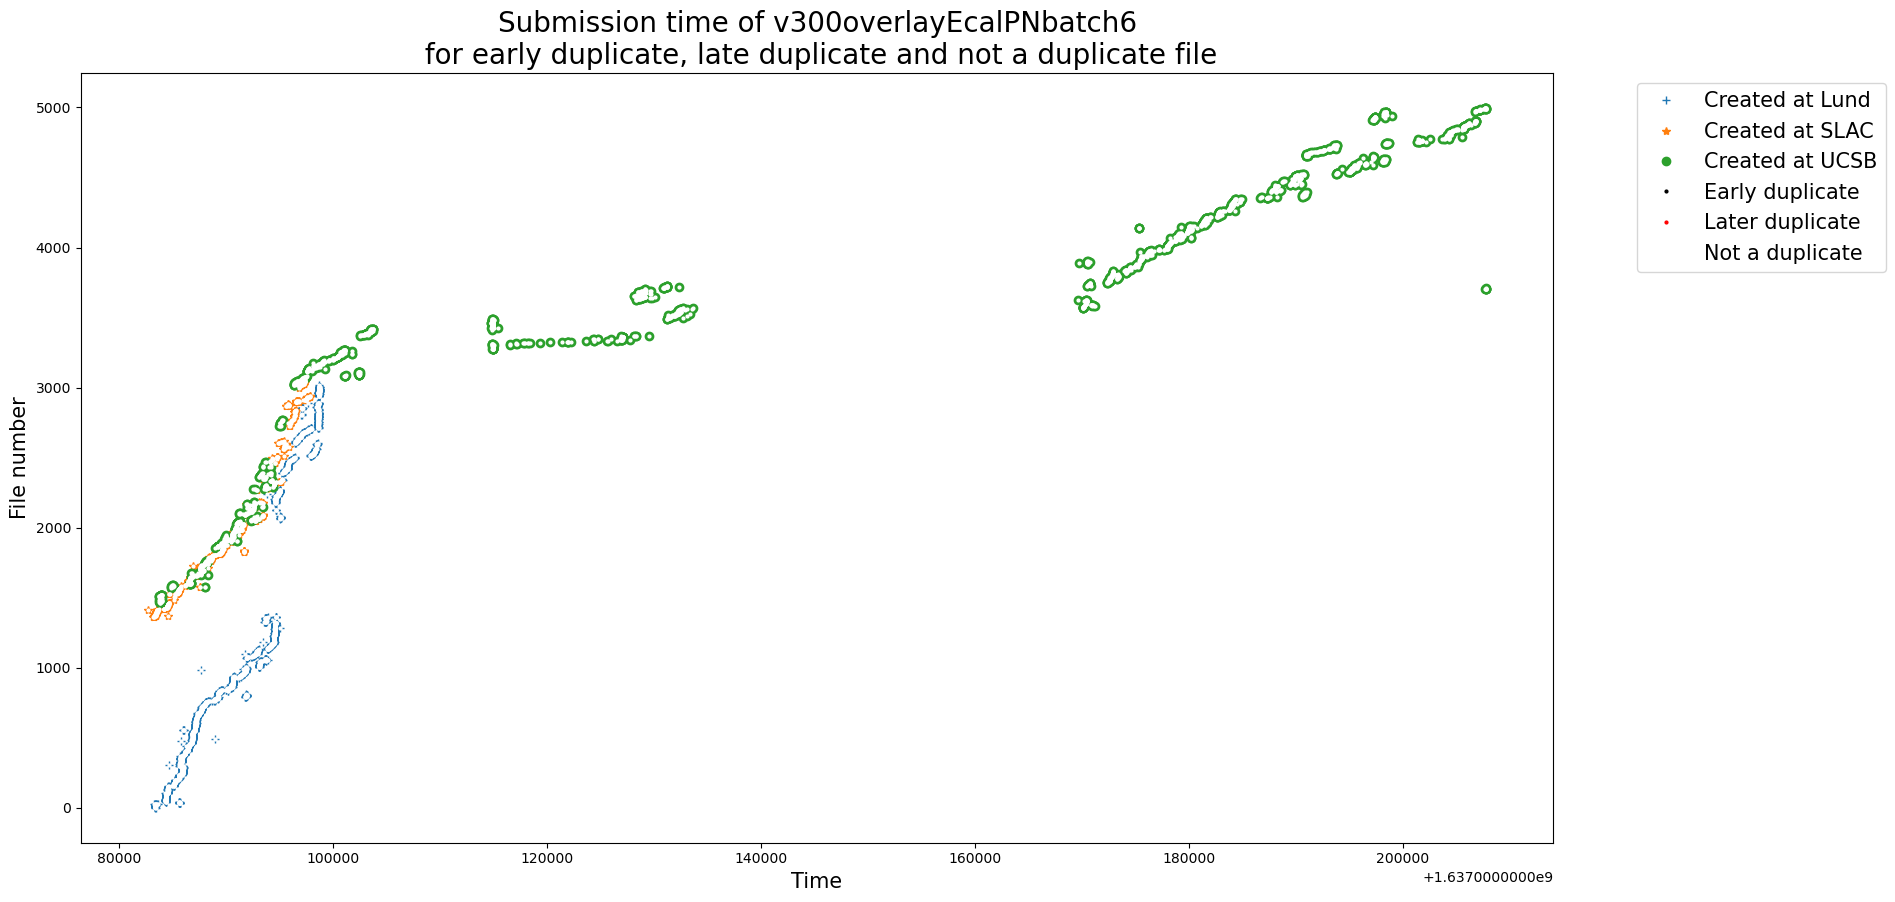 Submission time of v300overlayEcalPNbatch6
for early duplicate, late duplicate and not a duplicate file
Created at Lund
Created at SLAC
Created at UCSB
Early duplicate
Later duplicate
Not a duplicate
File number
5000
4000
3000
2000
1000
0
80000 100000 120000 140000 160000 180000 200000
+1.6370000000e9
Time